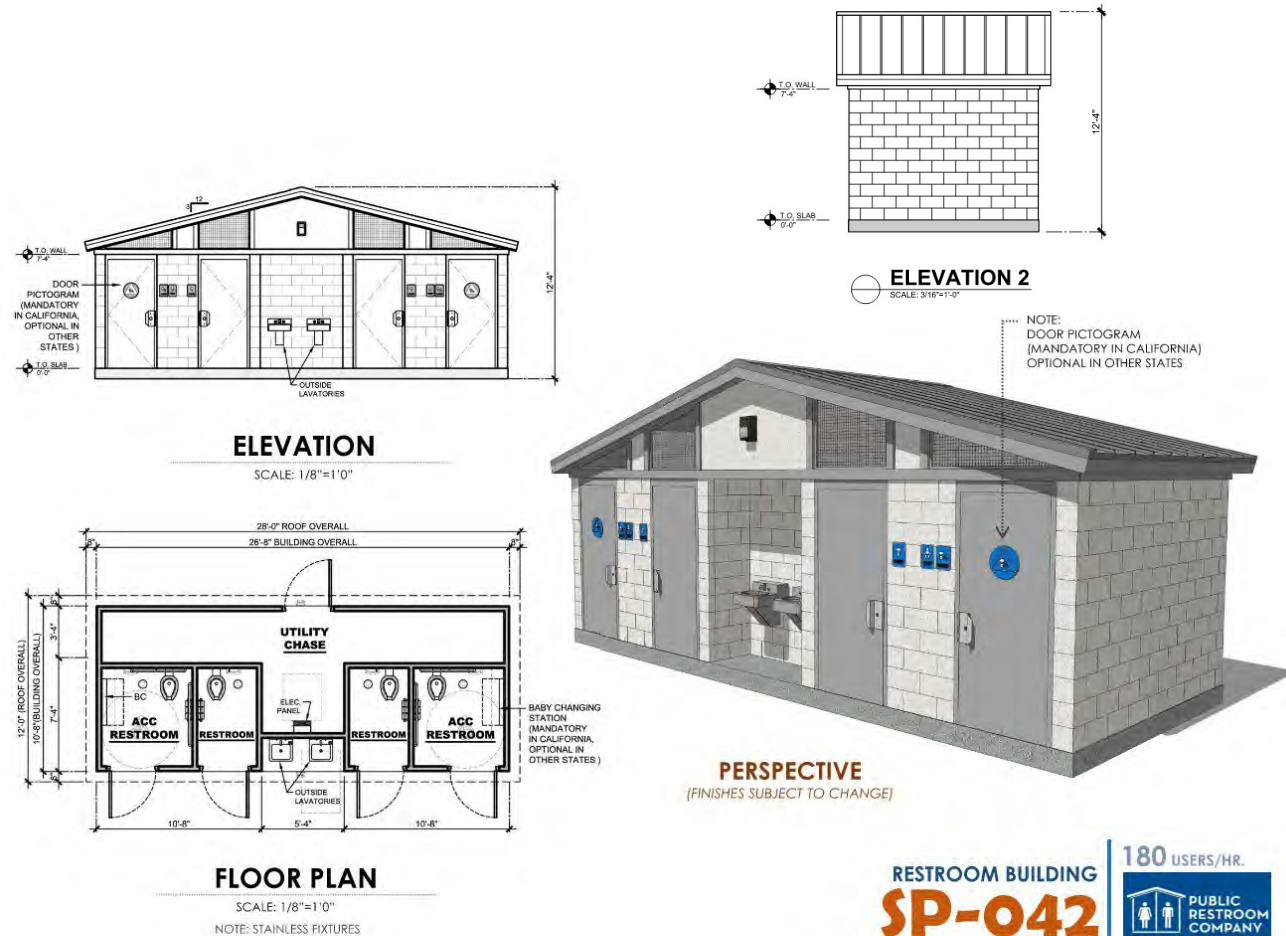 T.O. WALL
7'-4"
T.O. SLAB
0'-0"
12'-4"
ELEVATION 2
SCALE: 3/16"=1'-0"
12
3
T.O. WALL
7'-4"
DOOR
PICTOGRAM
(MANDATORY
IN CALIFORNIA,
OPTIONAL IN
OTHER
STATES )
T.O. SLAB
0'-0"
12'-4"
OUTSIDE
LAVATORIES
ELEVATION
SCALE: 1/8"=1'0"
NOTE:
DOOR PICTOGRAM
(MANDATORY IN CALIFORNIA)
OPTIONAL IN OTHER STATES
PERSPECTIVE
(FINISHES SUBJECT TO CHANGE)
28'-0" ROOF OVERALL
8"
26'-8" BUILDING OVERALL
8"
12'-0" (ROOF OVERALL)
10'-8"(BUILDING OVERALL)
8"
3'-4"
7'-4"
8"
UTILITY
CHASE
BC
ELEC.
PANEL
ACC
RESTROOM
RESTROOM
RESTROOM
ACC
RESTROOM
BABY CHANGING
STATION
(MANDATORY
IN CALIFORNIA,
OPTIONAL IN
OTHER STATES )
OUTSIDE
LAVATORIES
10'-8"
5'-4"
10'-8"
FLOOR PLAN
SCALE: 1/8"=1'0"
NOTE: STAINLESS FIXTURES
RESTROOM BUILDING
SP-042
180 USERS/HR.
PUBLIC
RESTROOM
COMPANY